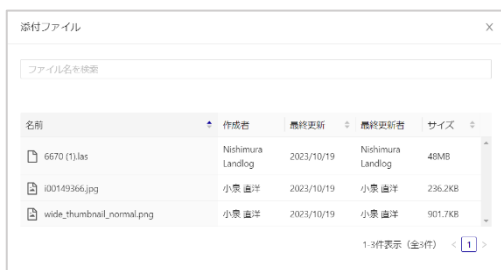 添付ファイル
ファイル名を検索
名前 作成者 最終更新 最終更新者 サイズ
6670 (1).las Nishimura Landlog 2023/10/19 Nishimura Landlog 48MB
i00149366.jpg 小泉 直洋 2023/10/19 小泉 直洋 236.2KB
wide_thumbnail_normal.png 小泉 直洋 2023/10/19 小泉 直洋 901.7KB
1-3件表示（全3件） < 1 >